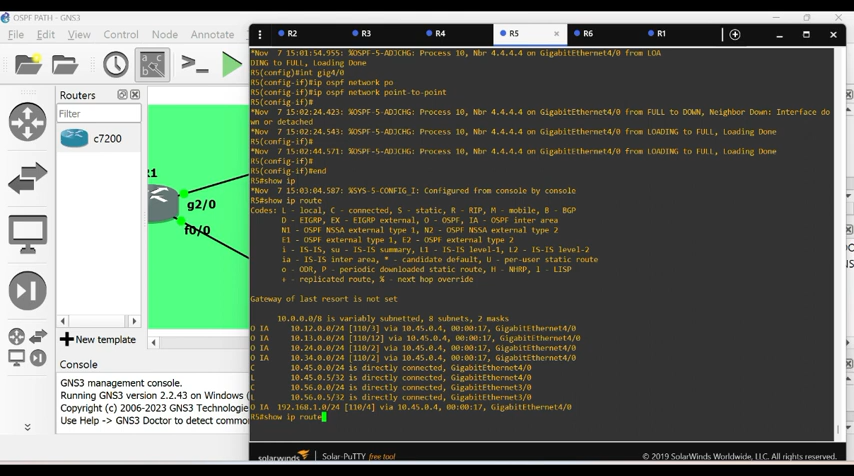 OSPF PATH - GNS3
File Edit View Control Node Annotate
Routers
Filter
c7200
New template
R1
g2/0
f0/0
Console
GNS3 management console.
Running GNS3 version 2.2.43 on Windows (
Copyright (c) 2006-2023 GNS3 Technologie
Use Help -> GNS3 Doctor to detect commo
R2 R3 R4 R5 R6 R1
*Nov 7 15:01:54.955: %OSPF-5-ADJCHG: Process 10, Nbr 4.4.4.4 on GigabitEthernet4/0 from LOA
DING to FULL, Loading Done
R5(config)#int gig4/0
R5(config-if)#ip ospf network po
R5(config-if)#ip ospf network point-to-point
R5(config-if)#
*Nov 7 15:02:24.423: %OSPF-5-ADJCHG: Process 10, Nbr 4.4.4.4 on GigabitEthernet4/0 from FULL to DOWN, Neighbor Down: Interface do
wn or detached
*Nov 7 15:02:24.543: %OSPF-5-ADJCHG: Process 10, Nbr 4.4.4.4 on GigabitEthernet4/0 from LOADING to FULL, Loading Done
R5(config-if)#
*Nov 7 15:02:44.571: %OSPF-5-ADJCHG: Process 10, Nbr 4.4.4.4 on GigabitEthernet4/0 from LOADING to FULL, Loading Done
R5(config-if)#
R5(config-if)#end
R5#show ip
*Nov 7 15:03:04.587: %SYS-5-CONFIG_I: Configured from console by console
R5#show ip route
Codes: L - local, C - connected, S - static, R - RIP, M - mobile, B - BGP
D - EIGRP, EX - EIGRP external, O - OSPF, IA - OSPF inter area
N1 - OSPF NSSA external type 1, N2 - OSPF NSSA external type 2
E1 - OSPF external type 1, E2 - OSPF external type 2
i - IS-IS, su - IS-IS summary, L1 - IS-IS level-1, L2 - IS-IS level-2
ia - IS-IS inter area, * - candidate default, U - per-user static route
o - ODR, P - periodic downloaded static route, H - NHRP, l - LISP
+ - replicated route, % - next hop override
Gateway of last resort is not set
10.0.0.0/8 is variably subnetted, 8 subnets, 2 masks
O IA 10.12.0.0/24 [110/3] via 10.45.0.4, 00:00:17, GigabitEthernet4/0
O IA 10.13.0.0/24 [110/12] via 10.45.0.4, 00:00:17, GigabitEthernet4/0
O IA 10.24.0.0/24 [110/2] via 10.45.0.4, 00:00:17, GigabitEthernet4/0
O IA 10.34.0.0/24 [110/2] via 10.45.0.4, 00:00:17, GigabitEthernet4/0
C 10.45.0.0/24 is directly connected, GigabitEthernet4/0
L 10.45.0.5/32 is directly connected, GigabitEthernet4/0
C 10.56.0.0/24 is directly connected, GigabitEthernet3/0
L 10.56.0.5/32 is directly connected, GigabitEthernet3/0
O IA 192.168.1.0/24 [110/4] via 10.45.0.4, 00:00:17, GigabitEthernet4/0
R5#show ip route
solarwinds Solar-PuTTY free tool © 2019 SolarWinds Worldwide, LLC. All rights reserved.